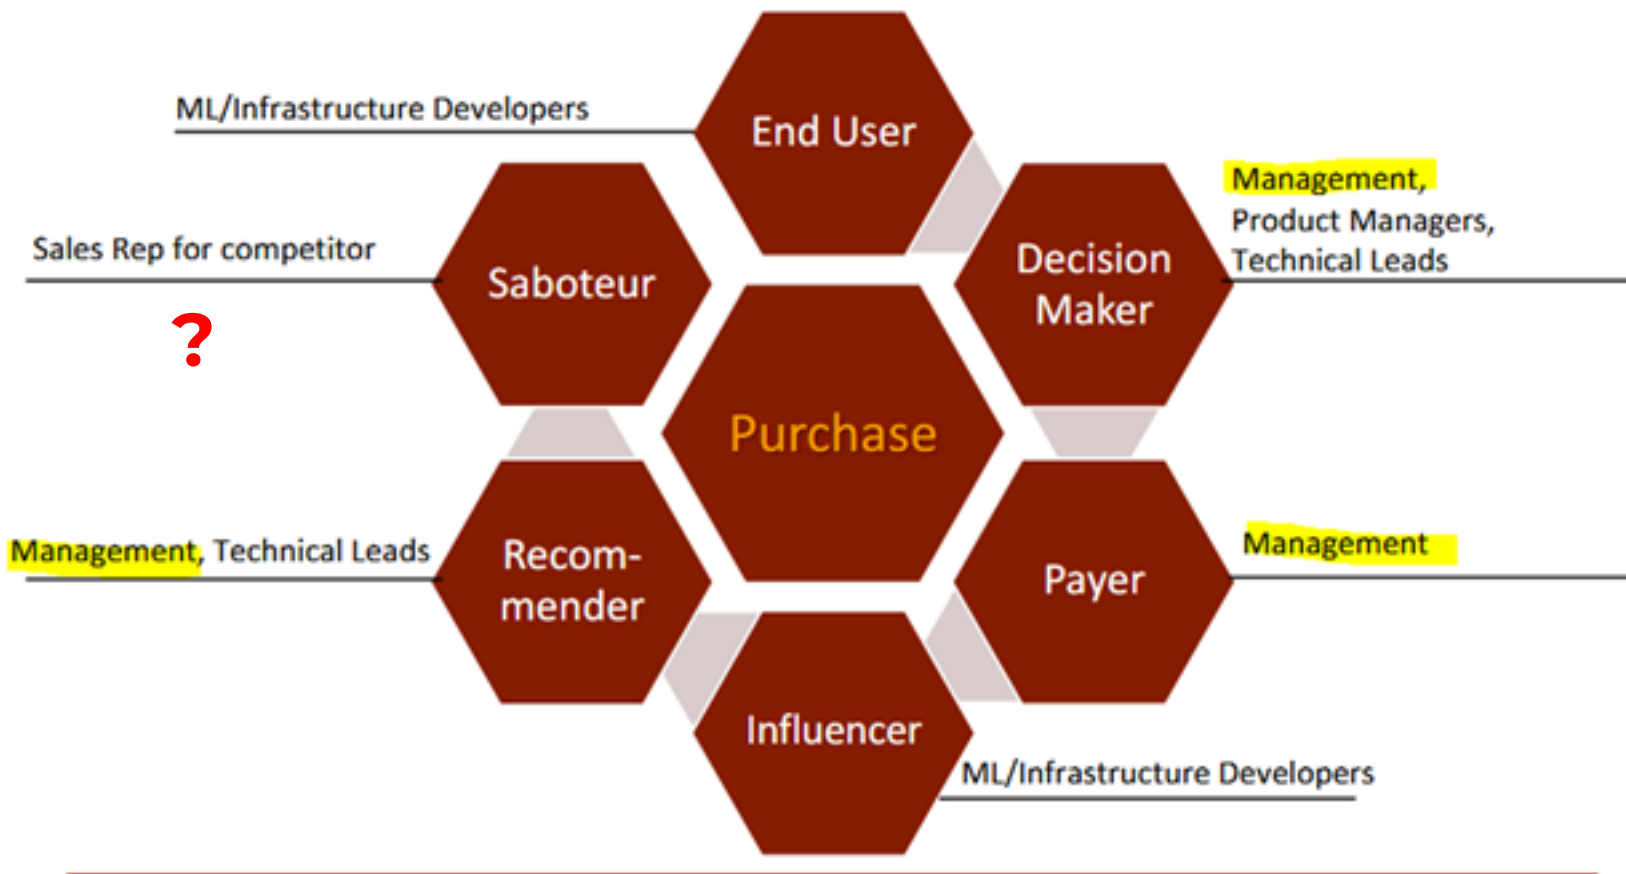 ML/Infrastructure Developers
End User
Management,
Product Managers,
Technical Leads
Sales Rep for competitor
Saboteur
Decision
Maker
?
Purchase
Management, Technical Leads
Recom-
mender
Payer
Management
Influencer
ML/Infrastructure Developers